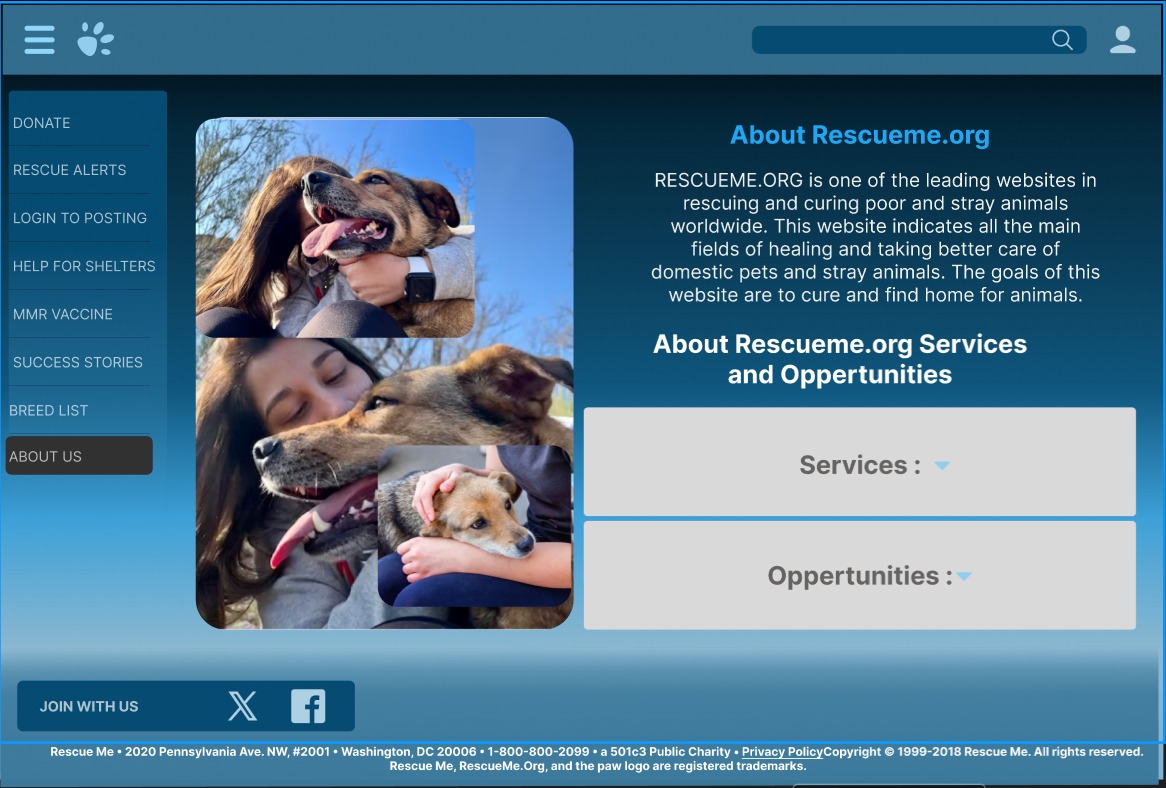 DONATE
RESCUE ALERTS
LOGIN TO POSTING
HELP FOR SHELTERS
MMR VACCINE
SUCCESS STORIES
BREED LIST
ABOUT US
About Rescueme.org
RESCUEME.ORG is one of the leading websites in
rescuing and curing poor and stray animals
worldwide. This website indicates all the main
fields of healing and taking better care of
domestic pets and stray animals. The goals of this
website are to cure and find home for animals.
About Rescueme.org Services
and Oppertunities
Services :
Oppertunities :
JOIN WITH US
Rescue Me • 2020 Pennsylvania Ave. NW, #2001 • Washington, DC 20006 • 1-800-800-2099 • a 501c3 Public Charity • Privacy PolicyCopyright © 1999-2018 Rescue Me. All rights reserved.
Rescue Me, RescueMe.Org, and the paw logo are registered trademarks.